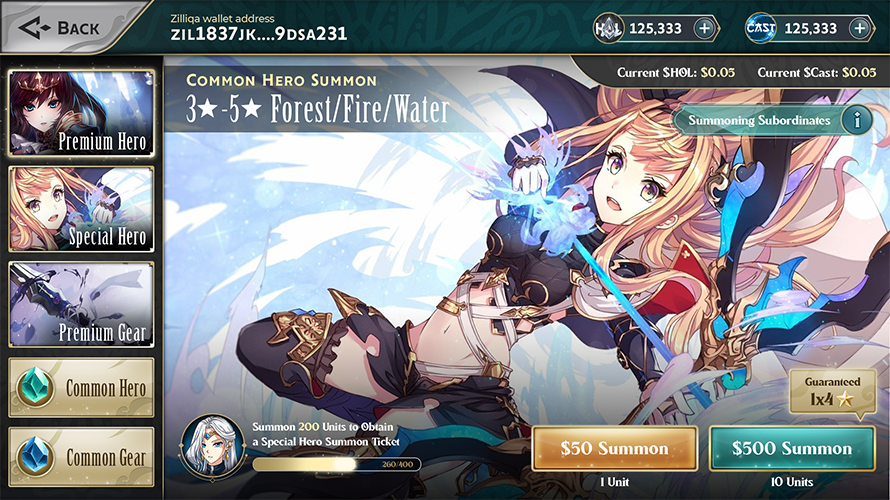 BACK
Zilliqa wallet address
ZIL1837JK....9DSA231
HOL
125,333
+
CAST
125,333
+
Current $HOL: $0.05
Current $Cast: $0.05
COMMON HERO SUMMON
3★-5★ Forest/Fire/Water
Summoning Subordinates
i
Premium Hero
Special Hero
Premium Gear
Common Hero
Common Gear
Summon 200 Units to Obtain
a Special Hero Summon Ticket
260/400
Guaranteed
1x4★
$50 Summon
1 Unit
$500 Summon
10 Units